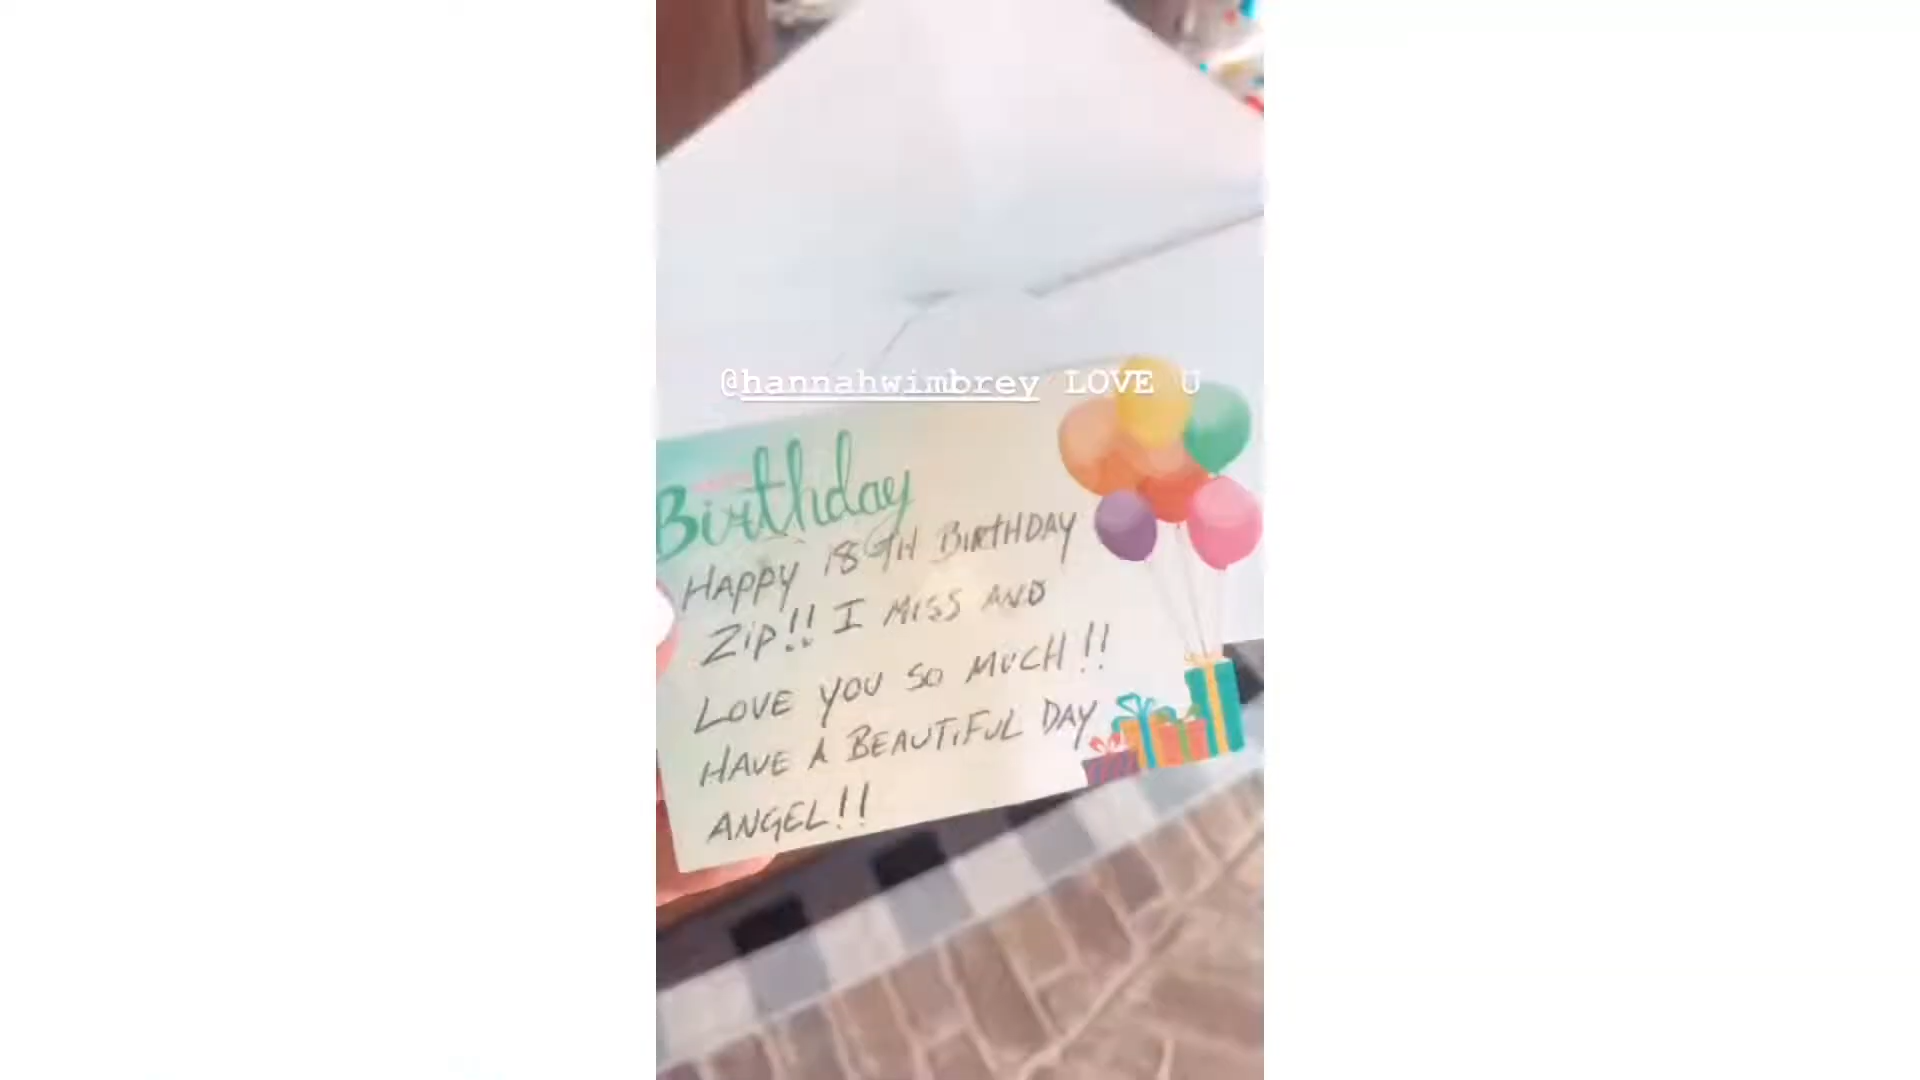 @hannahwimbrey LOVE U
Birthday
HAPPY 18TH BIRTHDAY
ZIP!! I MISS AND
LOVE YOU SO MUCH!!
HAVE A BEAUTIFUL DAY
ANGEL!!